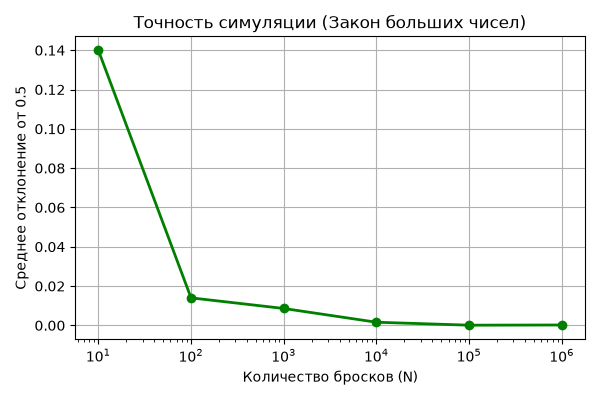 Точность симуляции (Закон больших чисел)
Среднее отклонение от 0.5
0.14
0.12
0.10
0.08
0.06
0.04
0.02
0.00
10¹ 10² 10³ 10⁴ 10⁵ 10⁶
Количество бросков (N)